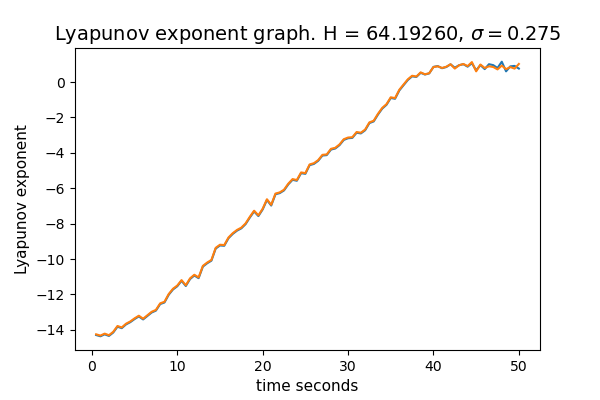 Lyapunov exponent graph. H = 64.19260, σ = 0.275
Lyapunov exponent
0
−2
−4
−6
−8
−10
−12
−14
0 10 20 30 40 50
time seconds